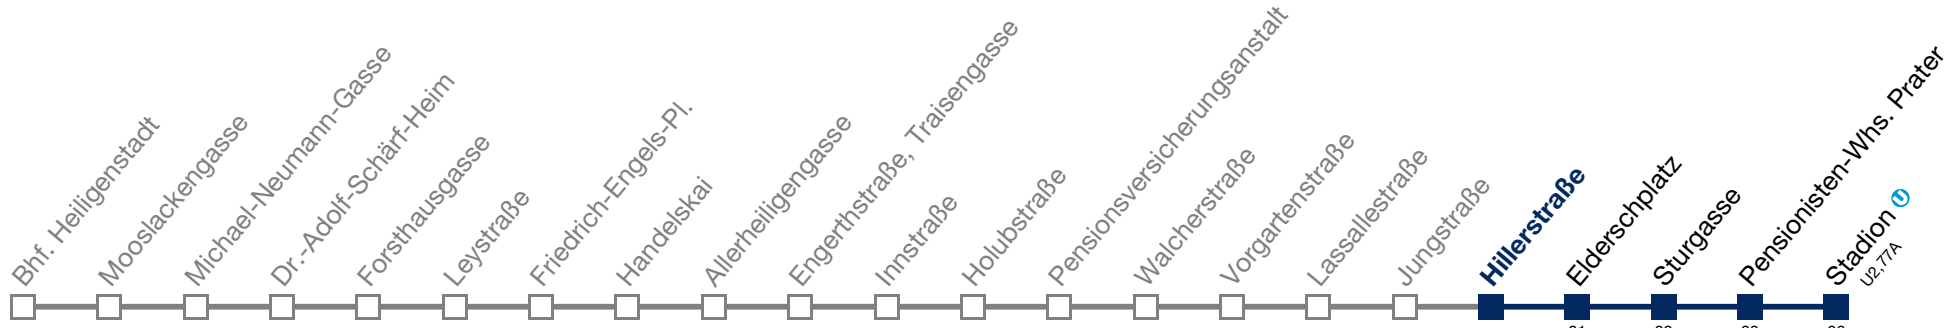 Bhf. Heiligenstadt
Mooslackengasse
Michael-Neumann-Gasse
Dr.-Adolf-Schärf-Heim
Forsthausgasse
Leystraße
Friedrich-Engels-Pl.
Handelskai
Allerheiligengasse
Engerthstraße, Traisengasse
Innstraße
Holubstraße
Pensionsversicherungsanstalt
Walcherstraße
Vorgartenstraße
Lassallestraße
Jungstraße
Hillerstraße
Elderschplatz
Sturgasse
Pensionisten-Whs. Prater
Stadion U
U2,77A